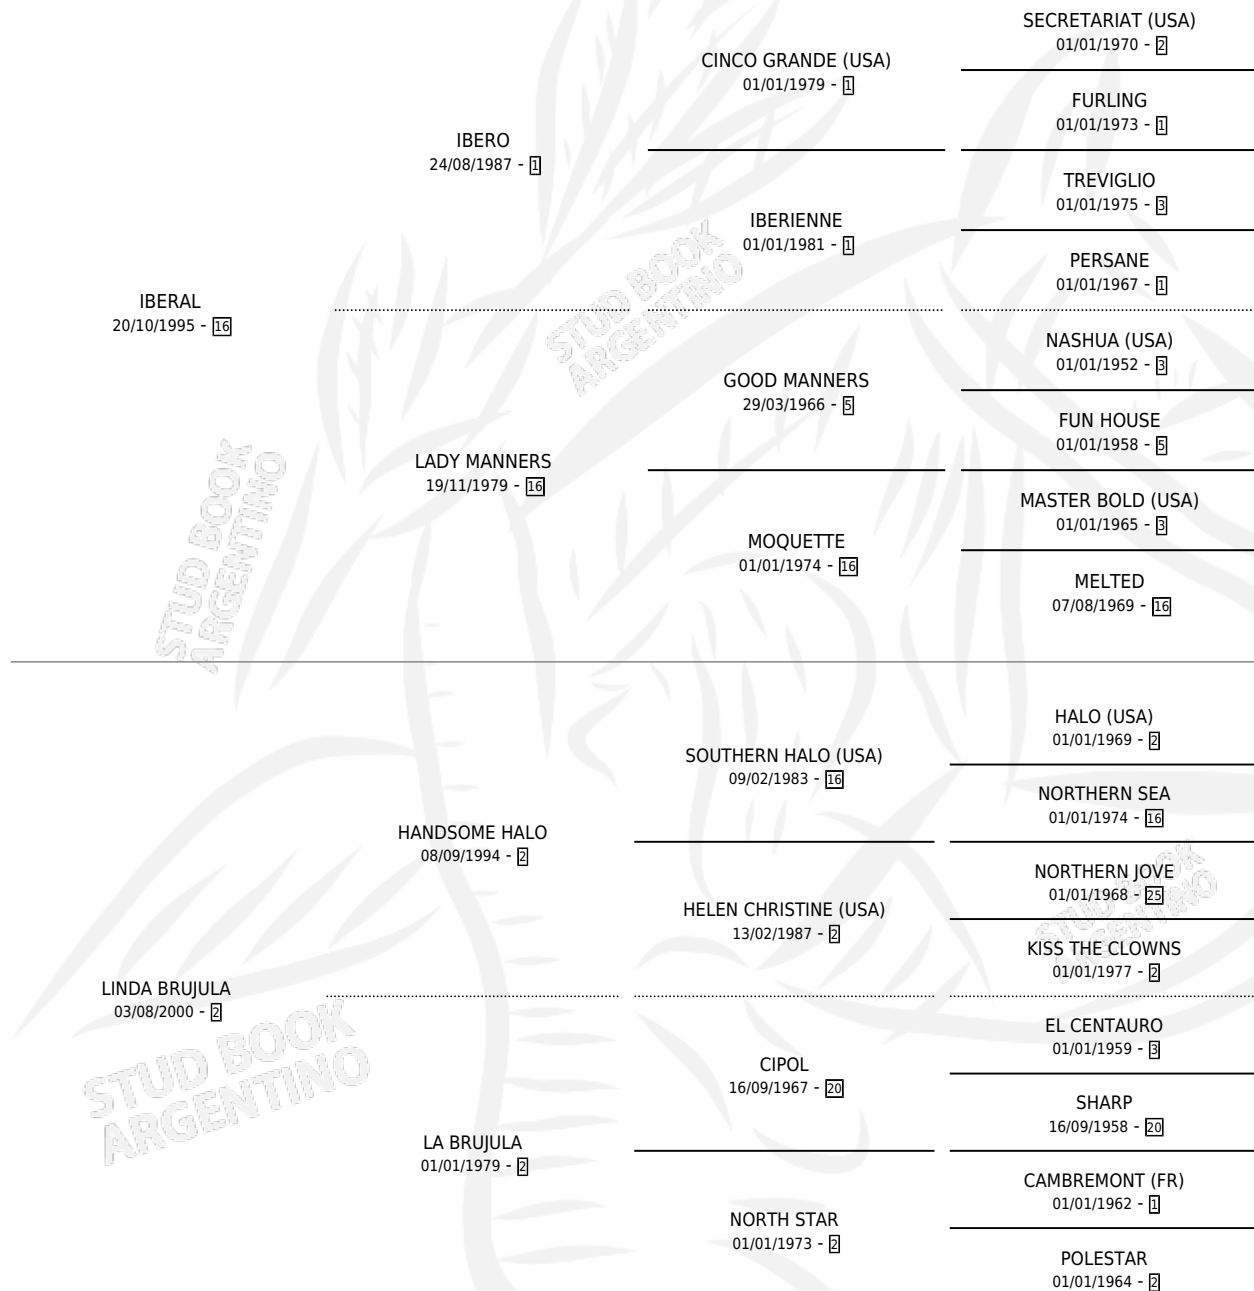 SECRETARIAT (USA)
01/01/1970 - 2
CINCO GRANDE (USA)
01/01/1979 - 1
FURLING
01/01/1973 - 1
IBERO
24/08/1987 - 1
TREVIGLIO
01/01/1975 - 3
IBERIENNE
01/01/1981 - 1
PERSANE
01/01/1967 - 1
IBERAL
20/10/1995 - 16
STUD BOOK
ARGENTINO
NASHUA (USA)
01/01/1952 - 3
GOOD MANNERS
29/03/1966 - 5
FUN HOUSE
01/01/1958 - 5
LADY MANNERS
19/11/1979 - 16
MASTER BOLD (USA)
01/01/1965 - 3
MOQUETTE
01/01/1974 - 16
MELTED
07/08/1969 - 16
STUD BOOK
ARGENTINO
HALO (USA)
01/01/1969 - 2
SOUTHERN HALO (USA)
09/02/1983 - 16
NORTHERN SEA
01/01/1974 - 16
HANDSOME HALO
08/09/1994 - 2
NORTHERN JOVE
01/01/1968 - 25
HELEN CHRISTINE (USA)
13/02/1987 - 2
STUD BOOK
ARGENTINO
KISS THE CLOWNS
01/01/1977 - 2
LINDA BRUJULA
03/08/2000 - 2
EL CENTAURO
01/01/1959 - 3
CIPOL
16/09/1967 - 20
STUD BOOK
ARGENTINO
SHARP
16/09/1958 - 20
LA BRUJULA
01/01/1979 - 2
CAMBREMONT (FR)
01/01/1962 - 1
NORTH STAR
01/01/1973 - 2
POLESTAR
01/01/1964 - 2